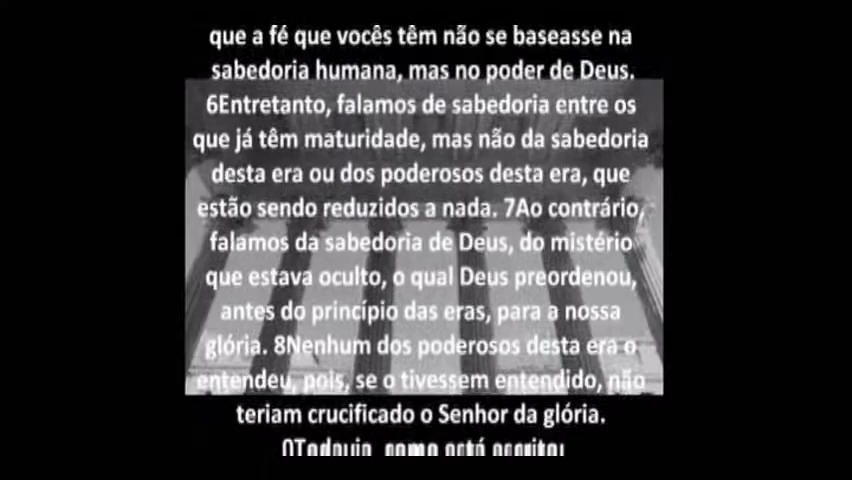 que a fé que vocês têm não se baseasse na
sabedoria humana, mas no poder de Deus.
6Entretanto, falamos de sabedoria entre os
que já têm maturidade, mas não da sabedoria
desta era ou dos poderosos desta era, que
estão sendo reduzidos a nada. 7Ao contrário,
falamos da sabedoria de Deus, do mistério
que estava oculto, o qual Deus preordenou,
antes do princípio das eras, para a nossa
glória. 8Nenhum dos poderosos desta era o
entendeu, pois, se o tivessem entendido, não
teriam crucificado o Senhor da glória.
9Todavia, como está escrito: